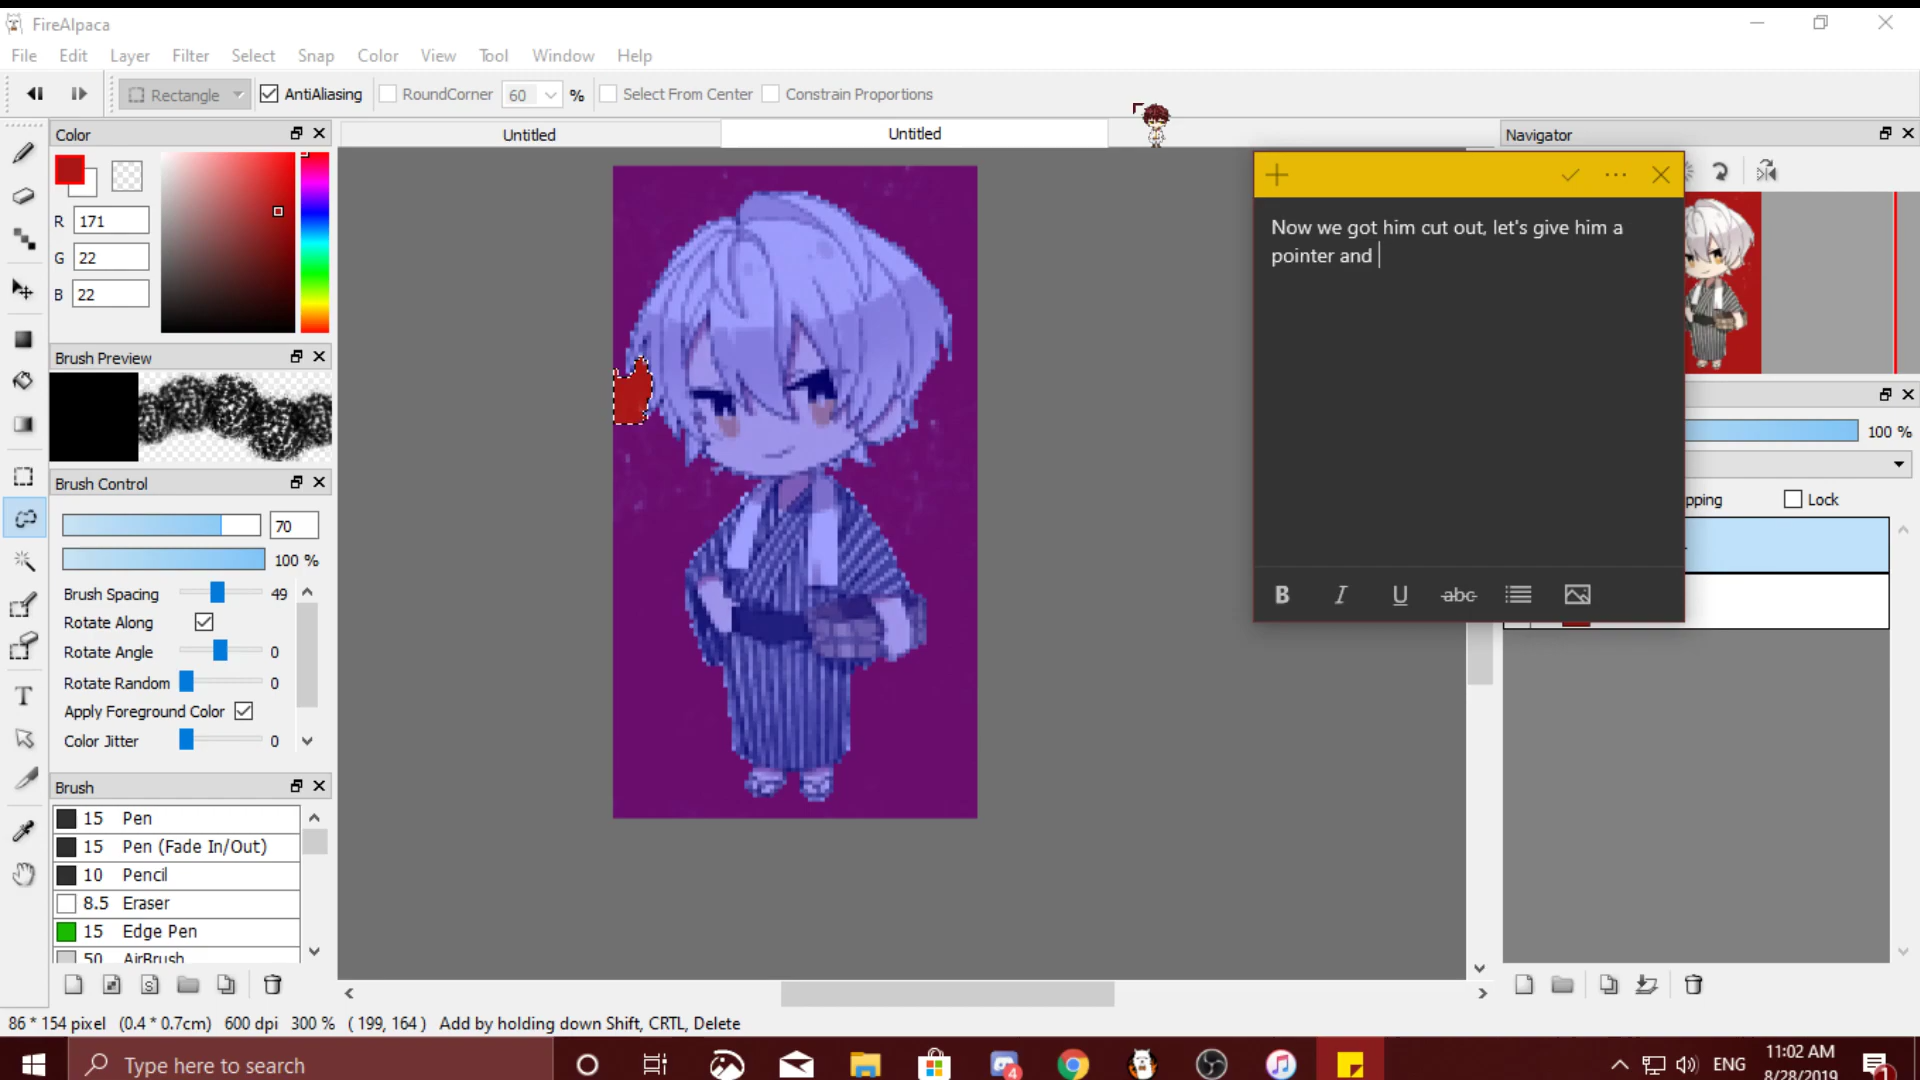 FireAlpaca
File Edit Layer Filter Select Snap Color View Tool Window Help
Rectangle AntiAliasing RoundCorner 60 % Select From Center Constrain Proportions
Color
Untitled
Untitled
Navigator
R 171
G 22
B 22
Now we got him cut out, let's give him a
pointer and
Brush Preview
100 %
Brush Control
70
pping
Lock
100 %
Brush Spacing 49
Rotate Along
Rotate Angle 0
Rotate Random 0
Apply Foreground Color
Color Jitter 0
B I U abc
Brush
15 Pen
15 Pen (Fade In/Out)
10 Pencil
8.5 Eraser
15 Edge Pen
50 AirBrush
S
86 * 154 pixel (0.4 * 0.7cm) 600 dpi 300 % ( 199, 164 ) Add by holding down Shift, CRTL, Delete
Type here to search
4
ENG
11:02 AM
8/28/2019
1